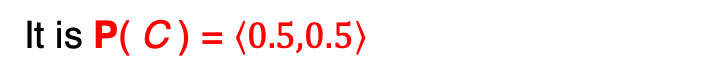 It is P( C ) = ⟨0.5,0.5⟩